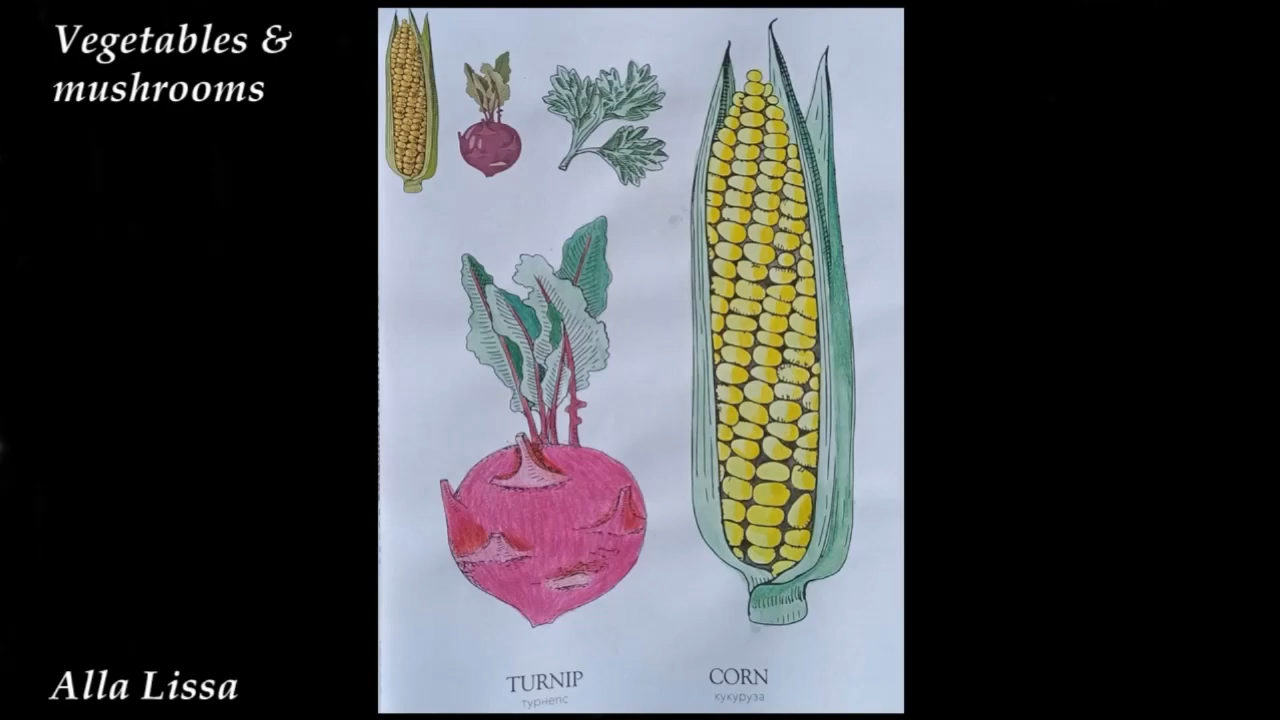 Vegetables &
mushrooms
TURNIP
турнепс
CORN
кукуруза
Alla Lissa